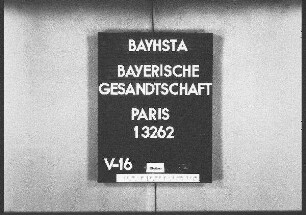 BAYHSTA
BAYERISCHE
GESANDTSCHAFT
PARIS
13262
V-16